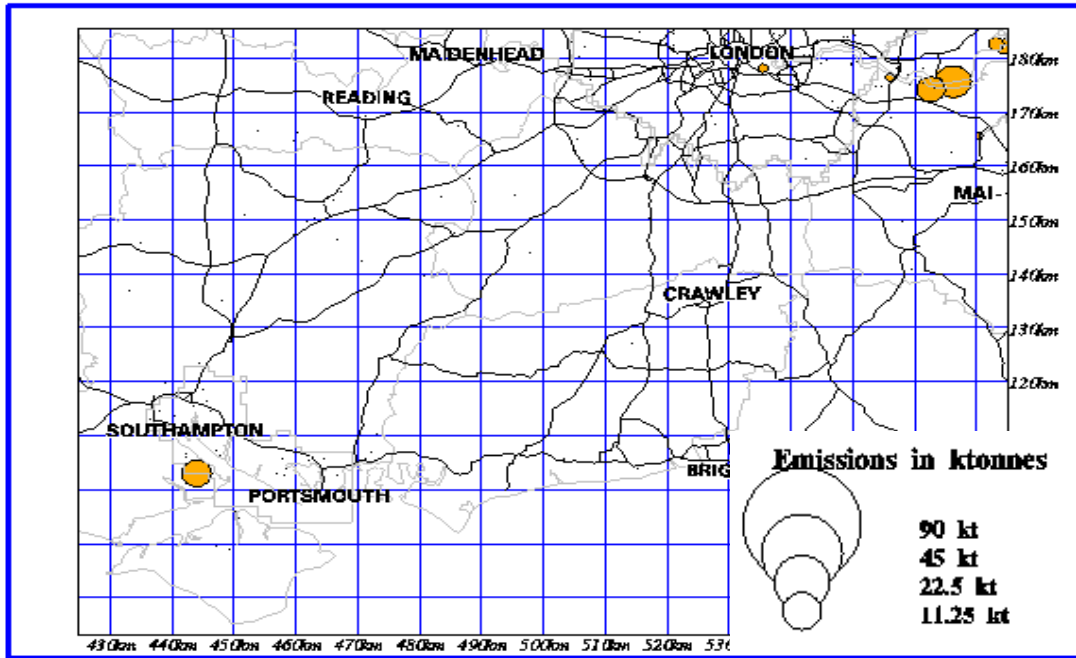 MAIDENHEAD
LONDON
180km
READING
170km
160km
MAI
150km
140km
CRAWLEY
130km
120km
SOUTHAMPTON
PORTSMOUTH
BRIG
Emissions in ktonnes
90 kt
45 kt
22.5 kt
11.25 kt
430km 440km 450km 460km 470km 480km 490km 500km 510km 520km 530